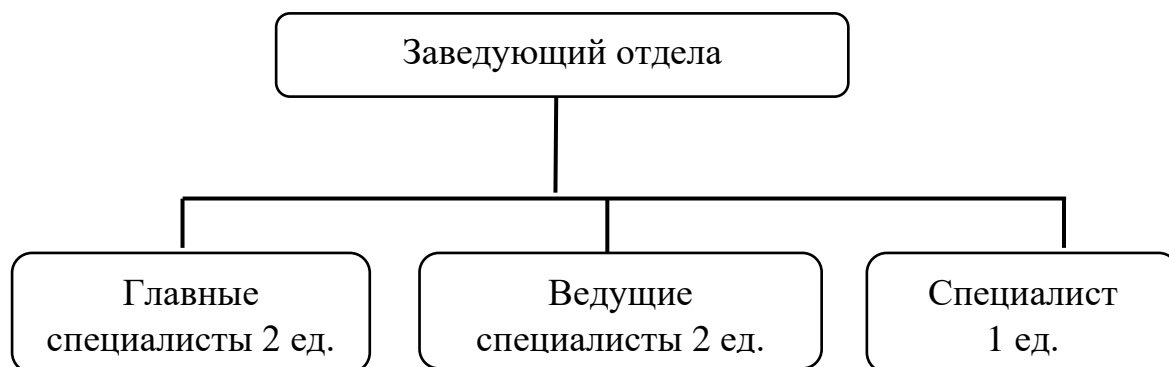 Заведующий отдела
Главные
специалисты 2 ед.
Ведущие
специалисты 2 ед.
Специалист
1 ед.